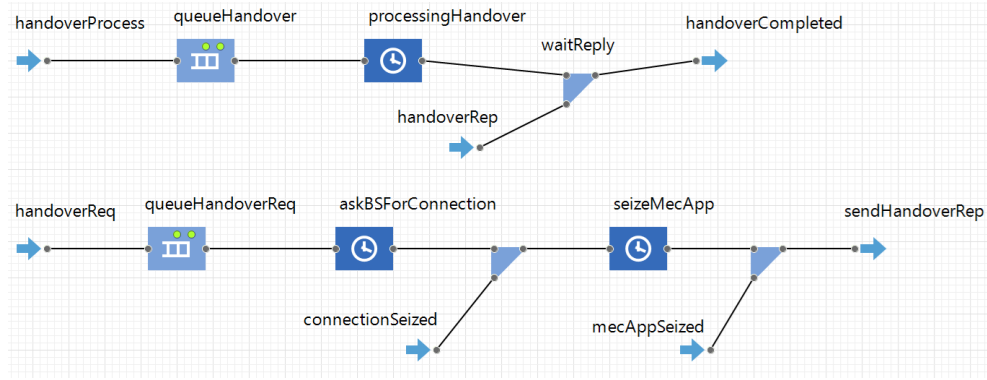 handoverProcess
queueHandover
processingHandover
waitReply
handoverCompleted
handoverRep
handoverReq
queueHandoverReq
askBSForConnection
seizeMecApp
sendHandoverRep
connectionSeized
mecAppSeized